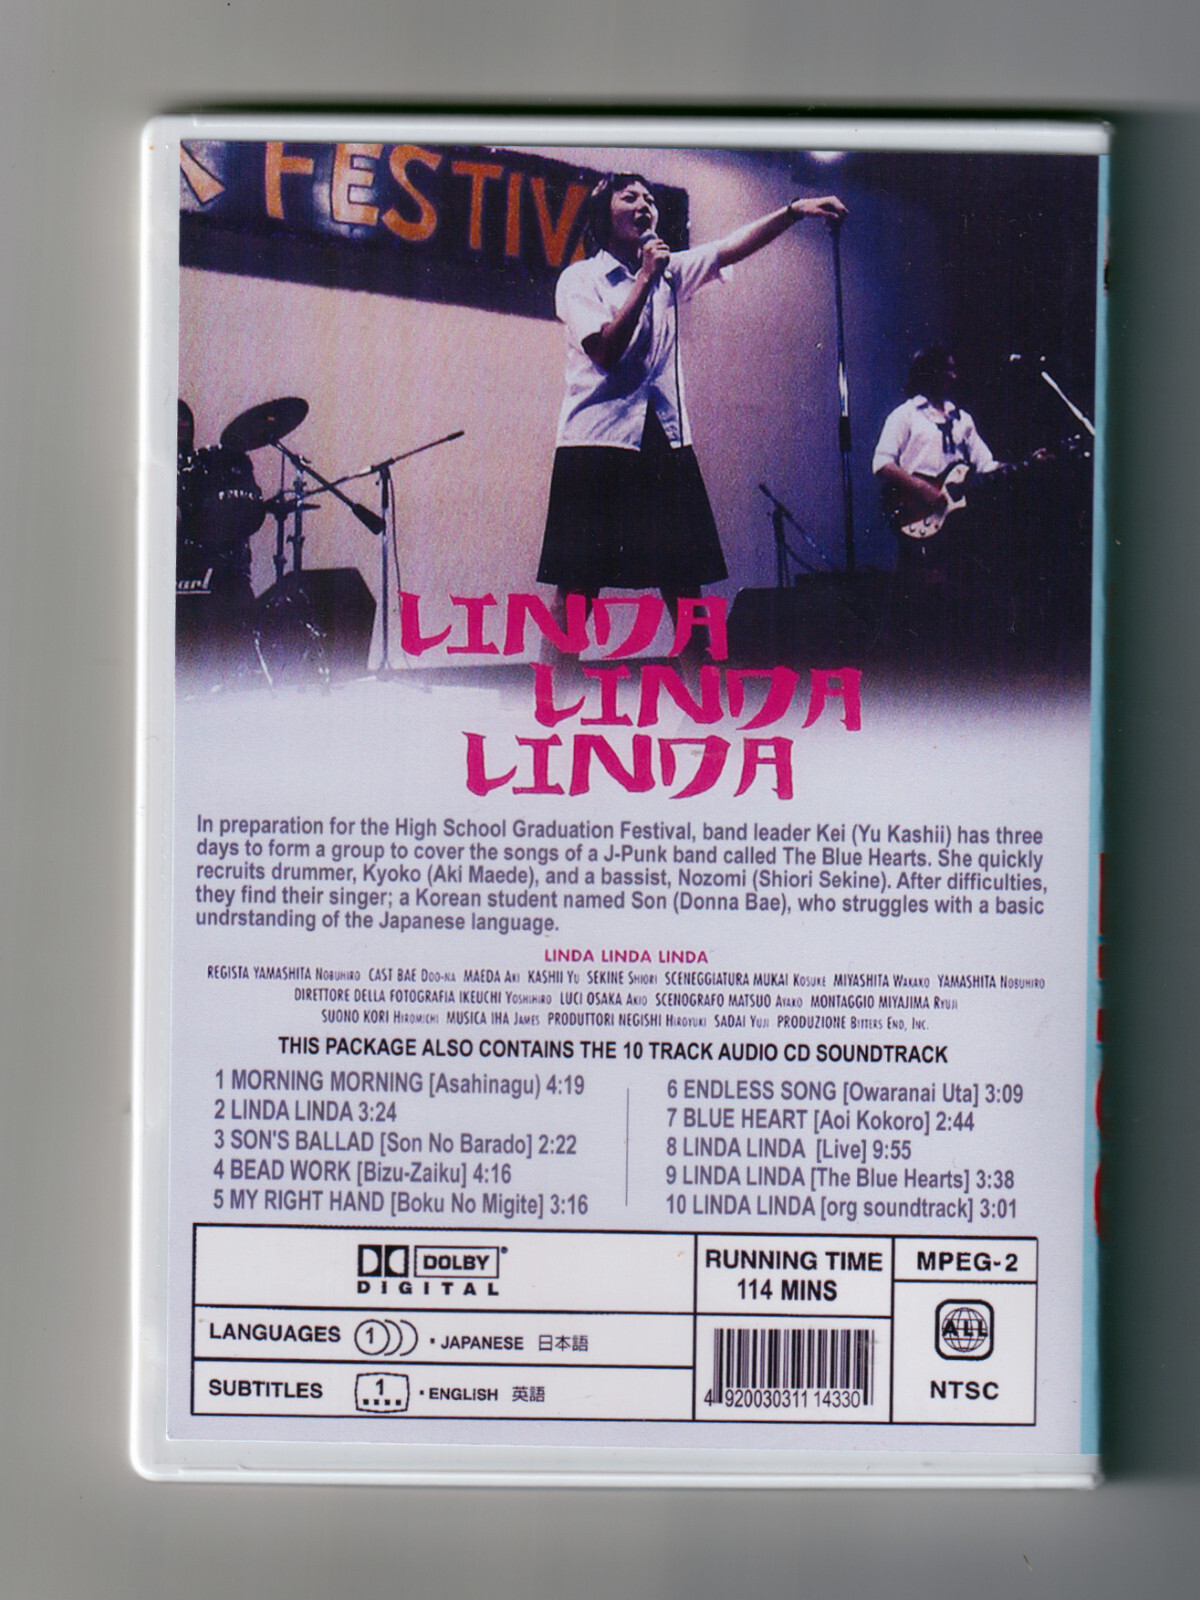 FESTIV
arl
LINDA
LINDA
LINDA
In preparation for the High School Graduation Festival, band leader Kei (Yu Kashii) has three
days to form a group to cover the songs of a J-Punk band called The Blue Hearts. She quickly
recruits drummer, Kyoko (Aki Maede), and a bassist, Nozomi (Shiori Sekine). After difficulties,
they find their singer; a Korean student named Son (Donna Bae), who struggles with a basic
undrstanding of the Japanese language.
LINDA LINDA LINDA
REGISTA YAMASHITA NOBUHIRO CAST BAE DOO-NA MAEDA AKI KASHII YU SEKINE SHIORI SCENEGGIATURA MUKAI KOSUKE MIYASHITA WAKAKO YAMASHITA NOBUHIRO
DIRETTORE DELLA FOTOGRAFIA IKEUCHI YOSHIHIRO LUCI OSAKA AKIO SCENOGRAFO MATSUO AYAKO MONTAGGIO MIYAJIMA RYUJI
SUONO KORI HIROMICHI MUSICA IHA JAMES PRODUTTORI NEGISHI HIROYUKI SADAI YUJI PRODUZIONE BITTERS END, INC.
THIS PACKAGE ALSO CONTAINS THE 10 TRACK AUDIO CD SOUNDTRACK
1 MORNING MORNING [Asahinagu) 4:19
2 LINDA LINDA 3:24
3 SON'S BALLAD [Son No Barado] 2:22
4 BEAD WORK [Bizu-Zaiku] 4:16
5 MY RIGHT HAND [Boku No Migite] 3:16
6 ENDLESS SONG [Owaranai Uta] 3:09
7 BLUE HEART [Aoi Kokoro] 2:44
8 LINDA LINDA [Live] 9:55
9 LINDA LINDA [The Blue Hearts] 3:38
10 LINDA LINDA [org soundtrack] 3:01
DOLBY
DIGITAL
RUNNING TIME
114 MINS
MPEG-2
LANGUAGES 1 · JAPANESE 日本語
SUBTITLES 1 · ENGLISH 英語
4 920030311 14330
ALL
NTSC